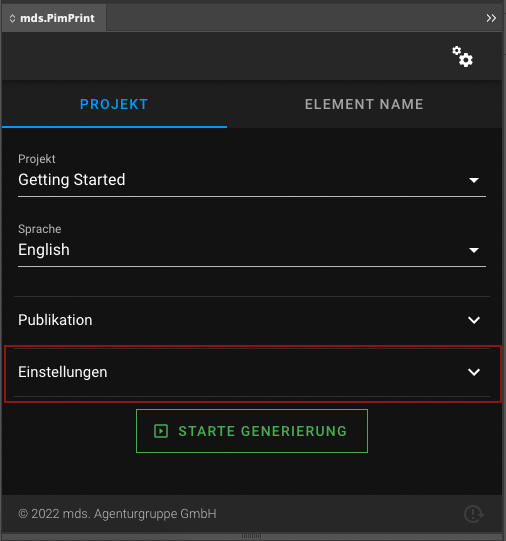 mds.PimPrint
PROJEKT
ELEMENT NAME
Projekt
Getting Started
Sprache
English
Publikation
Einstellungen
STARTE GENERIERUNG
© 2022 mds. Agenturgruppe GmbH